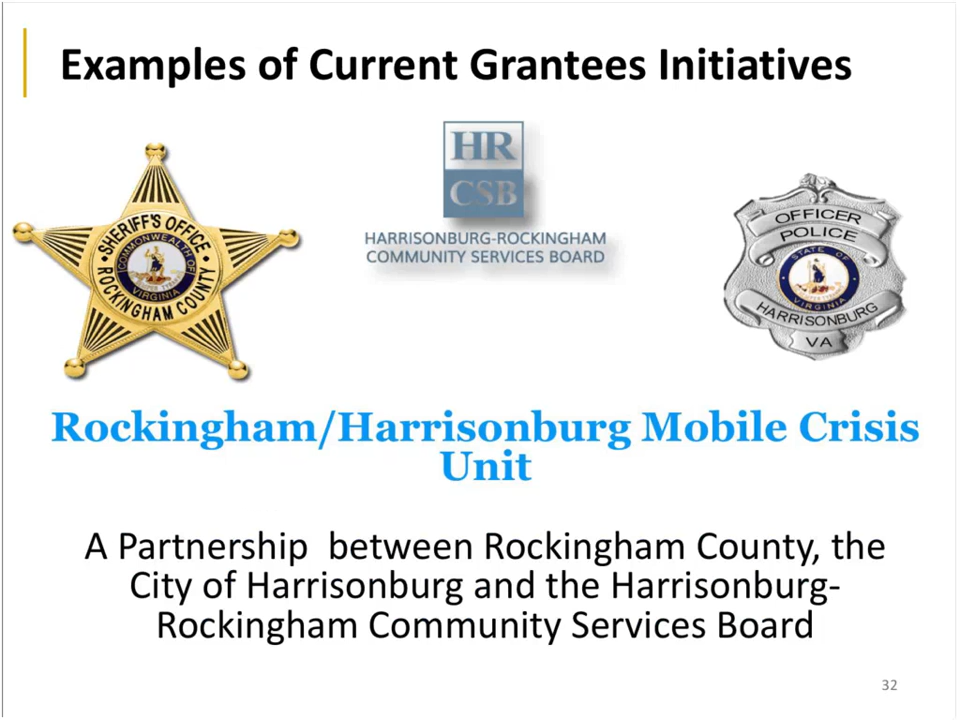 Examples of Current Grantees Initiatives
HR
CSB
HARRISONBURG-ROCKINGHAM
COMMUNITY SERVICES BOARD
SHERIFF'S OFFICE
COMMONWEALTH OF
VIRGINIA
ROCKINGHAM COUNTY
OFFICER
POLICE
STATE OF
VIRGINIA
HARRISONBURG
VA
Rockingham/Harrisonburg Mobile Crisis
Unit
A Partnership between Rockingham County, the
City of Harrisonburg and the Harrisonburg-
Rockingham Community Services Board
32